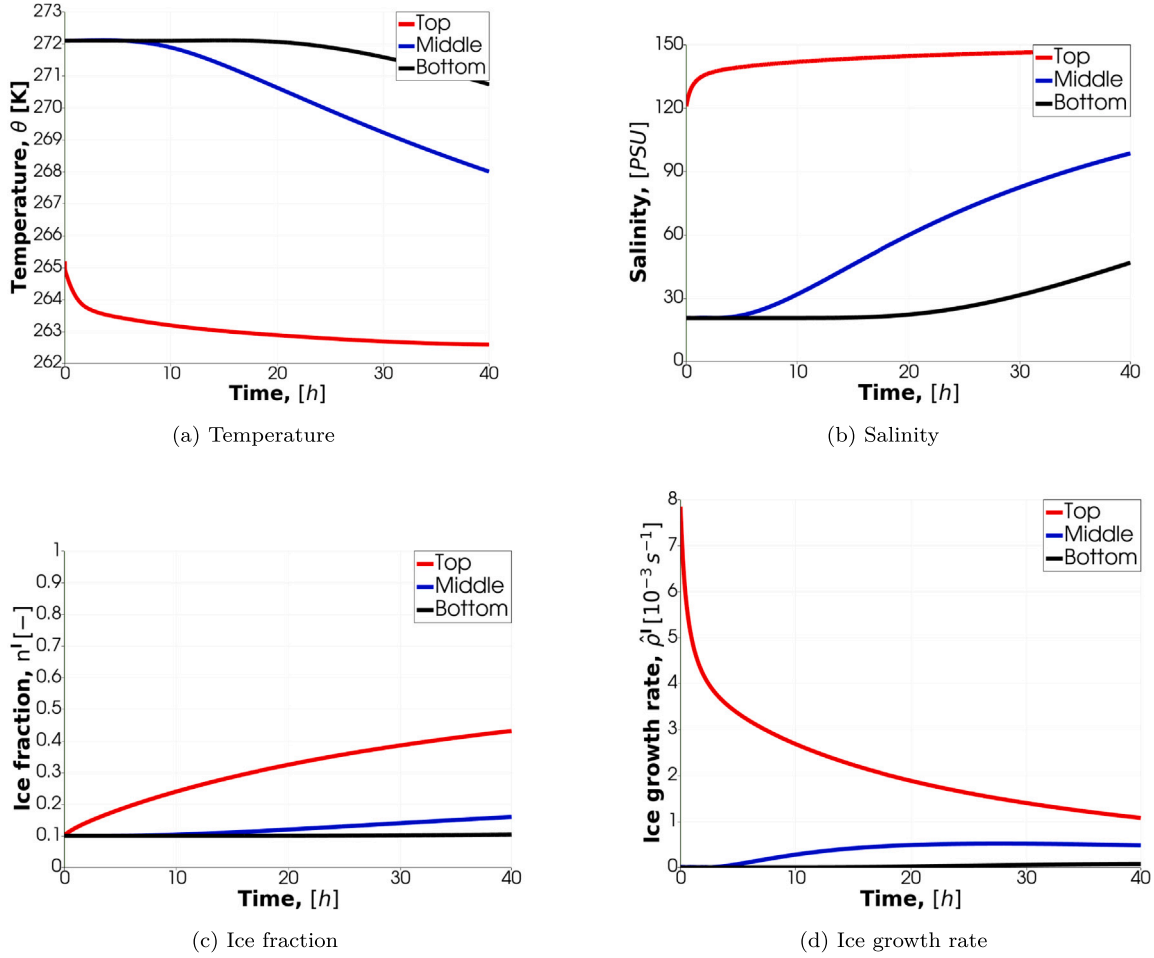 273
272
271
270
269
268
267
266
265
264
263
262
0
10
20
30
40
Temperature, θ [K]
Time, [h]
Top
Middle
Bottom
(a) Temperature
150
120
90
60
30
0
0
10
20
30
40
Salinity, [PSU]
Time, [h]
Top
Middle
Bottom
(b) Salinity
1
0.9
0.8
0.7
0.6
0.5
0.4
0.3
0.2
0.1
0
0
10
20
30
40
Ice fraction, nᴵ [−]
Time, [h]
Top
Middle
Bottom
(c) Ice fraction
8
7
6
5
4
3
2
1
0
0
10
20
30
40
Ice growth rate, ρ̂ᴵ [10⁻³ s⁻¹]
Time, [h]
Top
Middle
Bottom
(d) Ice growth rate